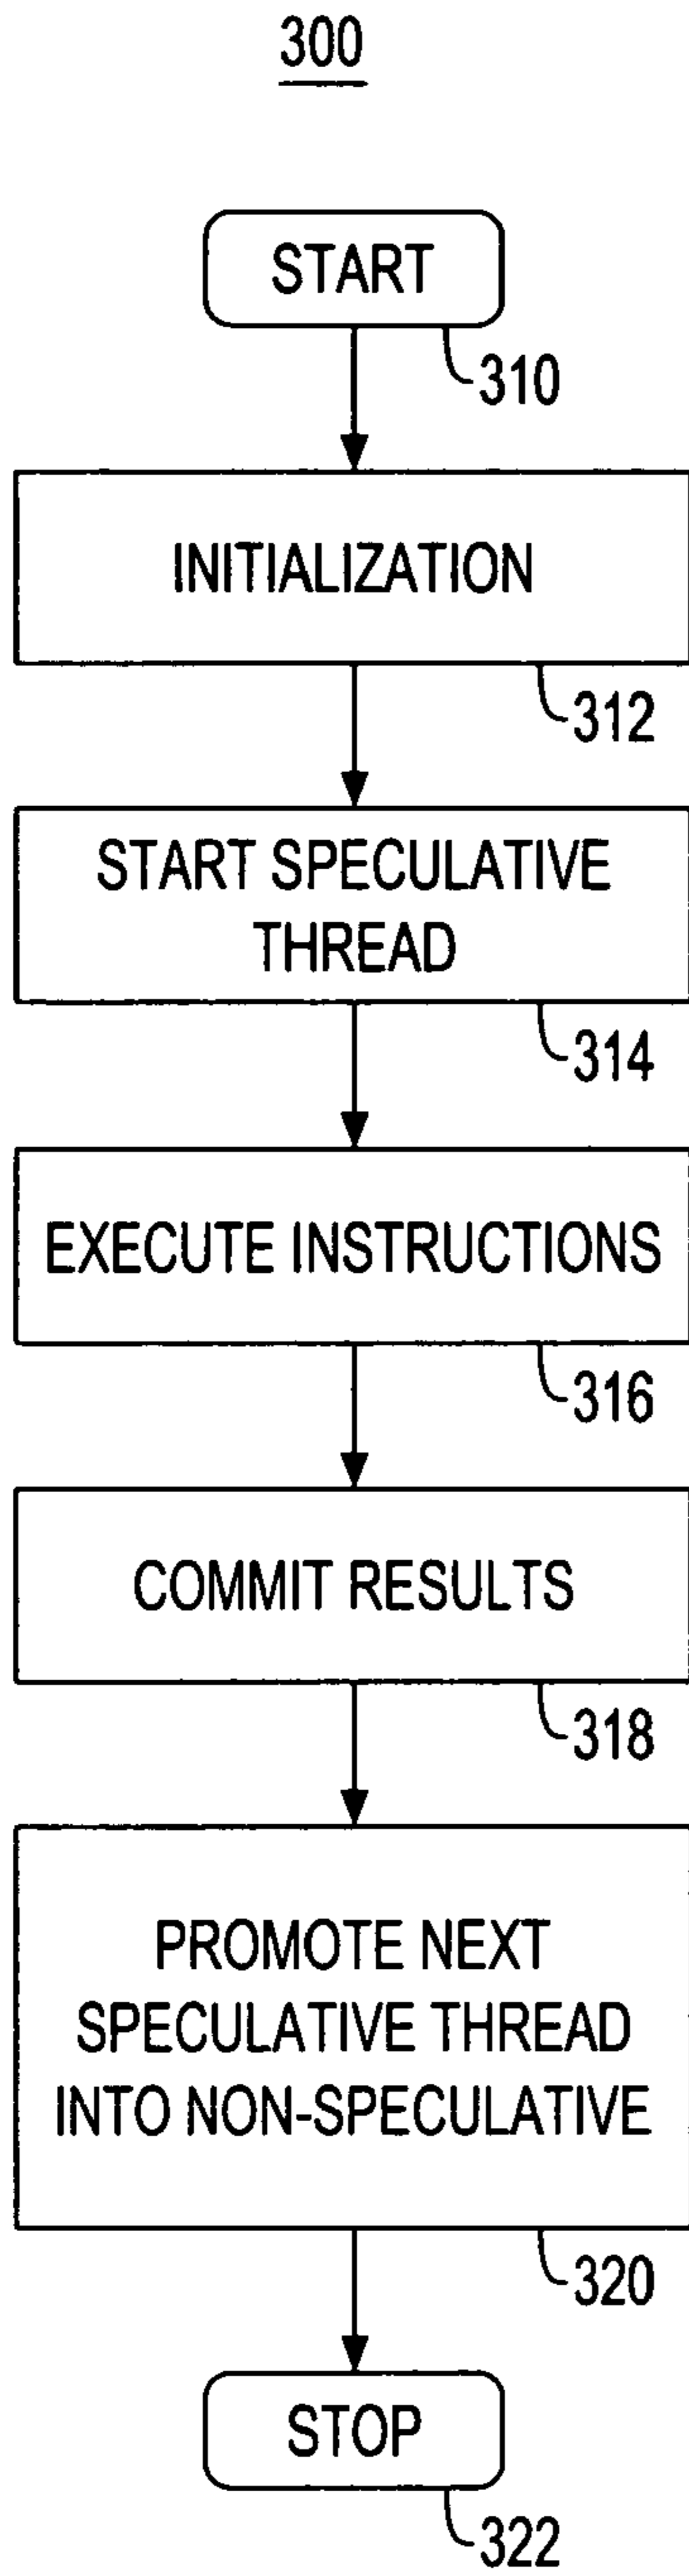 300
START
310
INITIALIZATION
312
START SPECULATIVE
THREAD
314
EXECUTE INSTRUCTIONS
316
COMMIT RESULTS
318
PROMOTE NEXT
SPECULATIVE THREAD
INTO NON-SPECULATIVE
320
STOP
322